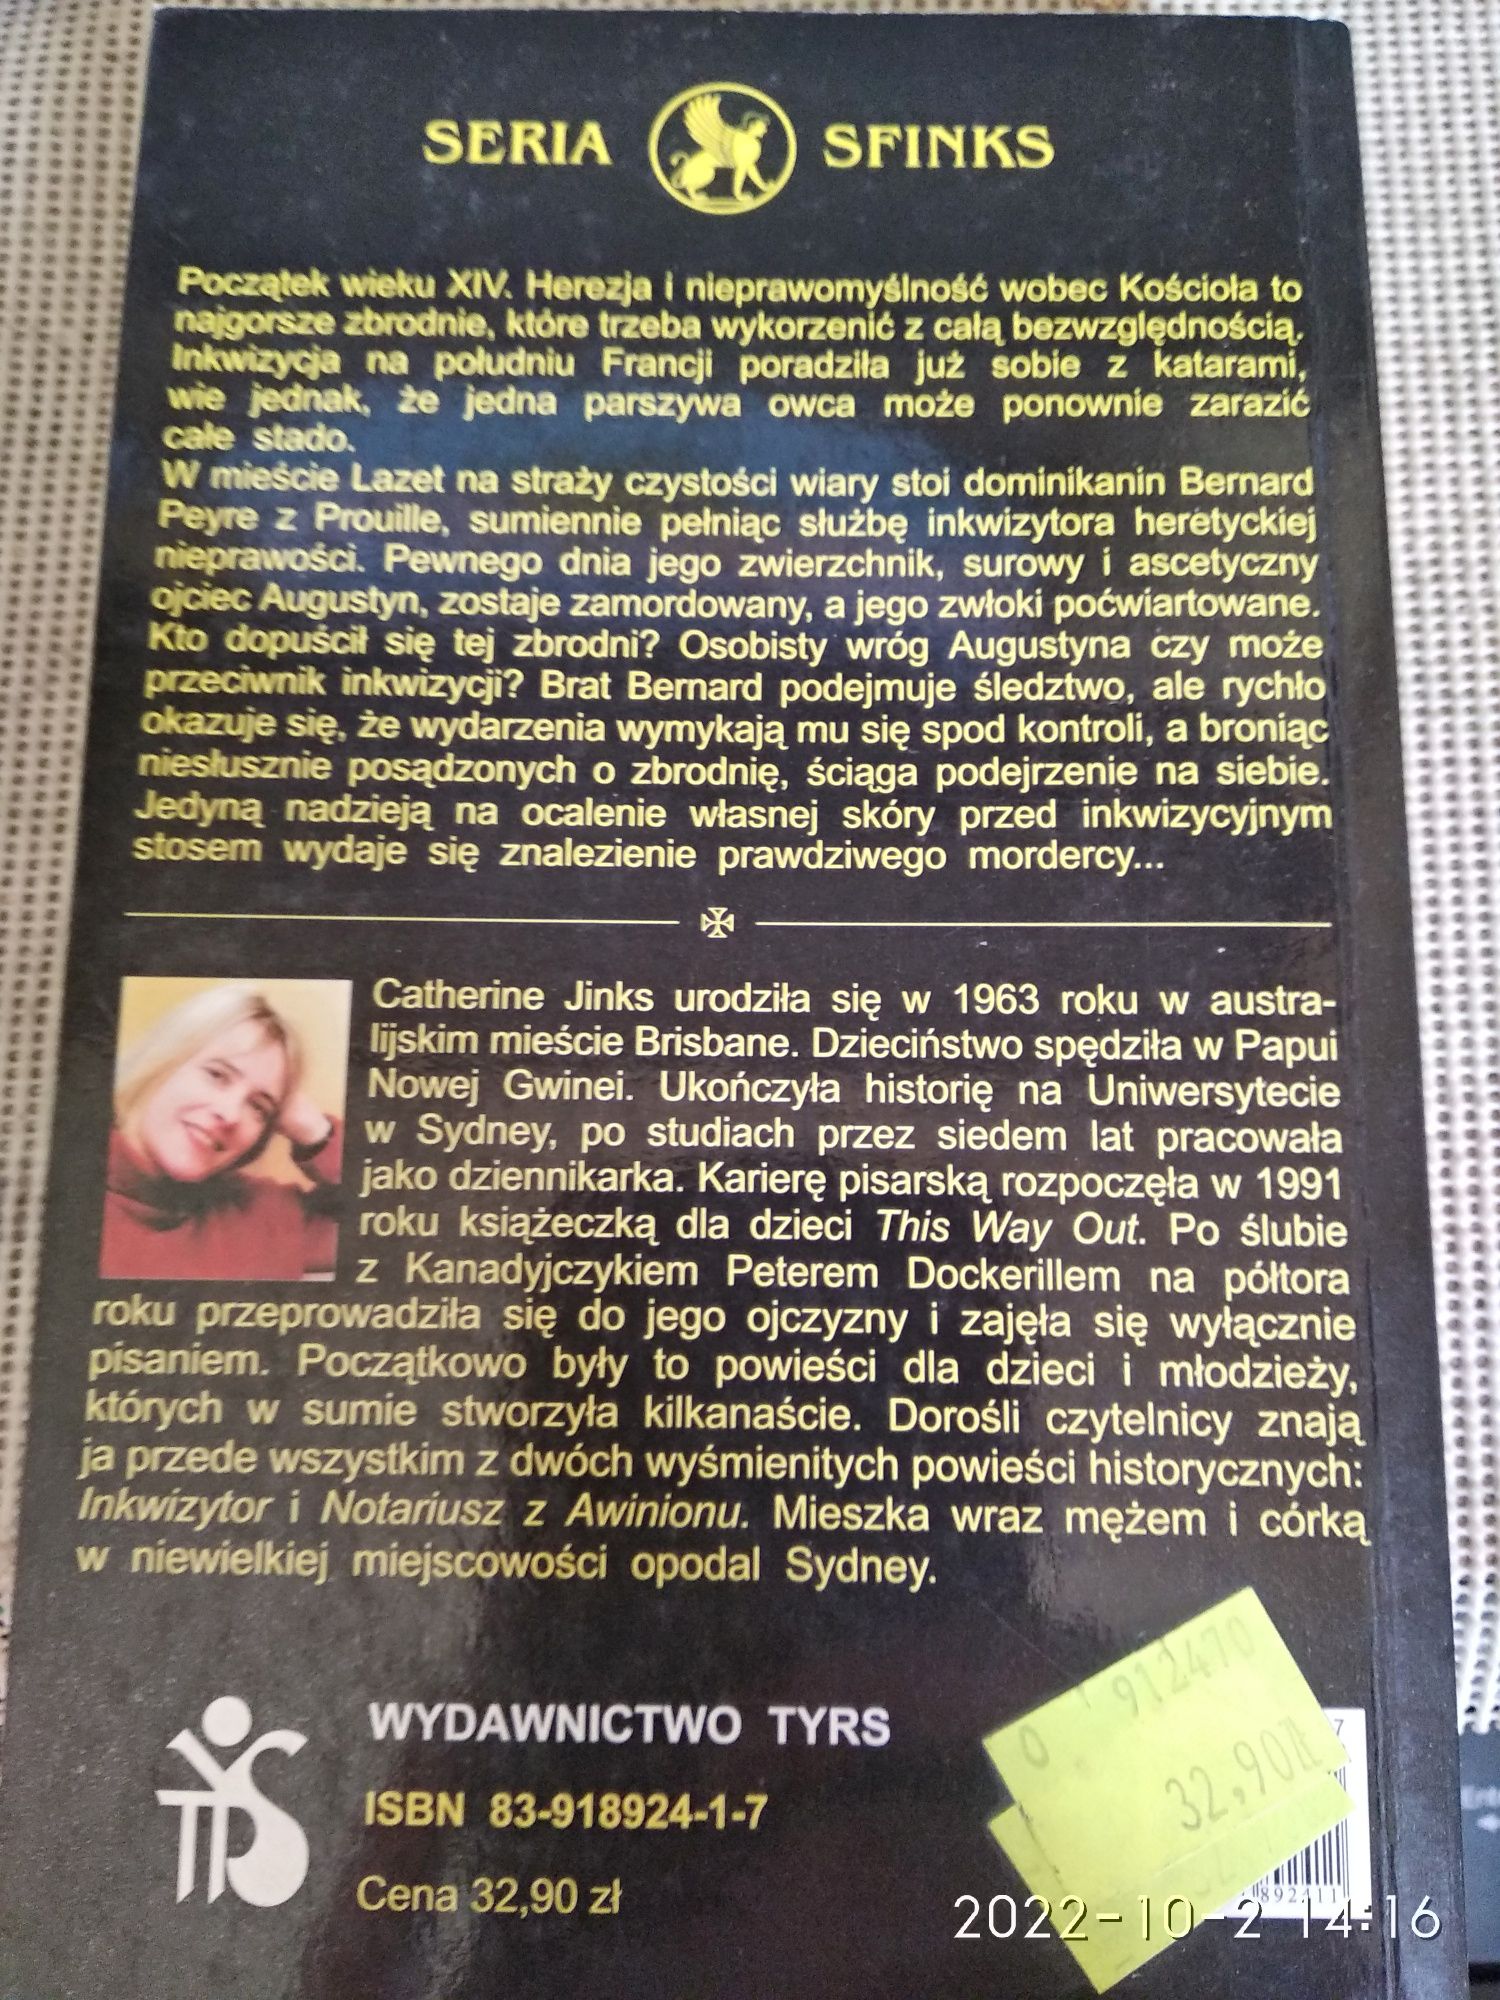 SERIA SFINKS
Początek wieku XIV. Herezja i nieprawomyślność wobec Kościoła to
najgorsze zbrodnie, które trzeba wykorzenić z całą bezwzględnością.
Inkwizycja na południu Francji poradziła już sobie z katarami,
wie jednak, że jedna parszywa owca może ponownie zarazić
całe stado.
W mieście Lazet na straży czystości wiary stoi dominikanin Bernard
Peyre z Prouille, sumiennie pełniąc służbę inkwizytora heretyckiej
nieprawości. Pewnego dnia jego zwierzchnik, surowy i ascetyczny
ojciec Augustyn, zostaje zamordowany, a jego zwłoki poćwiartowane.
Kto dopuścił się tej zbrodni? Osobisty wróg Augustyna czy może
przeciwnik inkwizycji? Brat Bernard podejmuje śledztwo, ale rychło
okazuje się, że wydarzenia wymykają mu się spod kontroli, a broniąc
niesłusznie posądzonych o zbrodnię, ściąga podejrzenie na siebie.
Jedyną nadzieją na ocalenie własnej skóry przed inkwizycyjnym
stosem wydaje się znalezienie prawdziwego mordercy...
Catherine Jinks urodziła się w 1963 roku w austra-
lijskim mieście Brisbane. Dzieciństwo spędziła w Papui
Nowej Gwinei. Ukończyła historię na Uniwersytecie
w Sydney, po studiach przez siedem lat pracowała
jako dziennikarka. Karierę pisarską rozpoczęła w 1991
roku książeczką dla dzieci This Way Out. Po ślubie
z Kanadyjczykiem Peterem Dockerillem na półtora
roku przeprowadziła się do jego ojczyzny i zajęła się wyłącznie
pisaniem. Początkowo były to powieści dla dzieci i młodzieży,
których w sumie stworzyła kilkanaście. Dorośli czytelnicy znają
ja przede wszystkim z dwóch wyśmienitych powieści historycznych:
Inkwizytor i Notariusz z Awinionu. Mieszka wraz mężem i córką
w niewielkiej miejscowości opodal Sydney.
WYDAWNICTWO TYRS
ISBN 83-918924-1-7
Cena 32,90 zł
0 912470
32,90zł
7
892411
2022-10-2 14:16